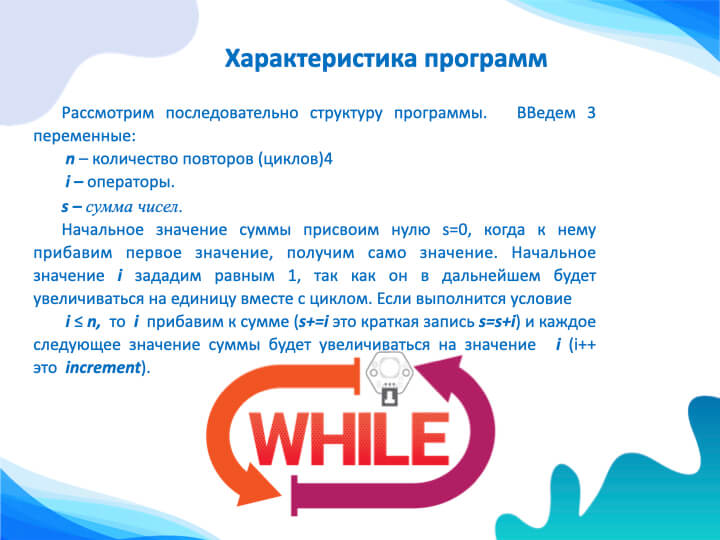 Характеристика программ
Рассмотрим последовательно структуру программы. ВВедем 3
переменные:
n – количество повторов (циклов)4
i – операторы.
s – сумма чисел.
Начальное значение суммы присвоим нулю s=0, когда к нему
прибавим первое значение, получим само значение. Начальное
значение i зададим равным 1, так как он в дальнейшем будет
увеличиваться на единицу вместе с циклом. Если выполнится условие
i ≤ n, то i прибавим к сумме (s+=i это краткая запись s=s+i) и каждое
следующее значение суммы будет увеличиваться на значение i (i++
это increment).
WHILE